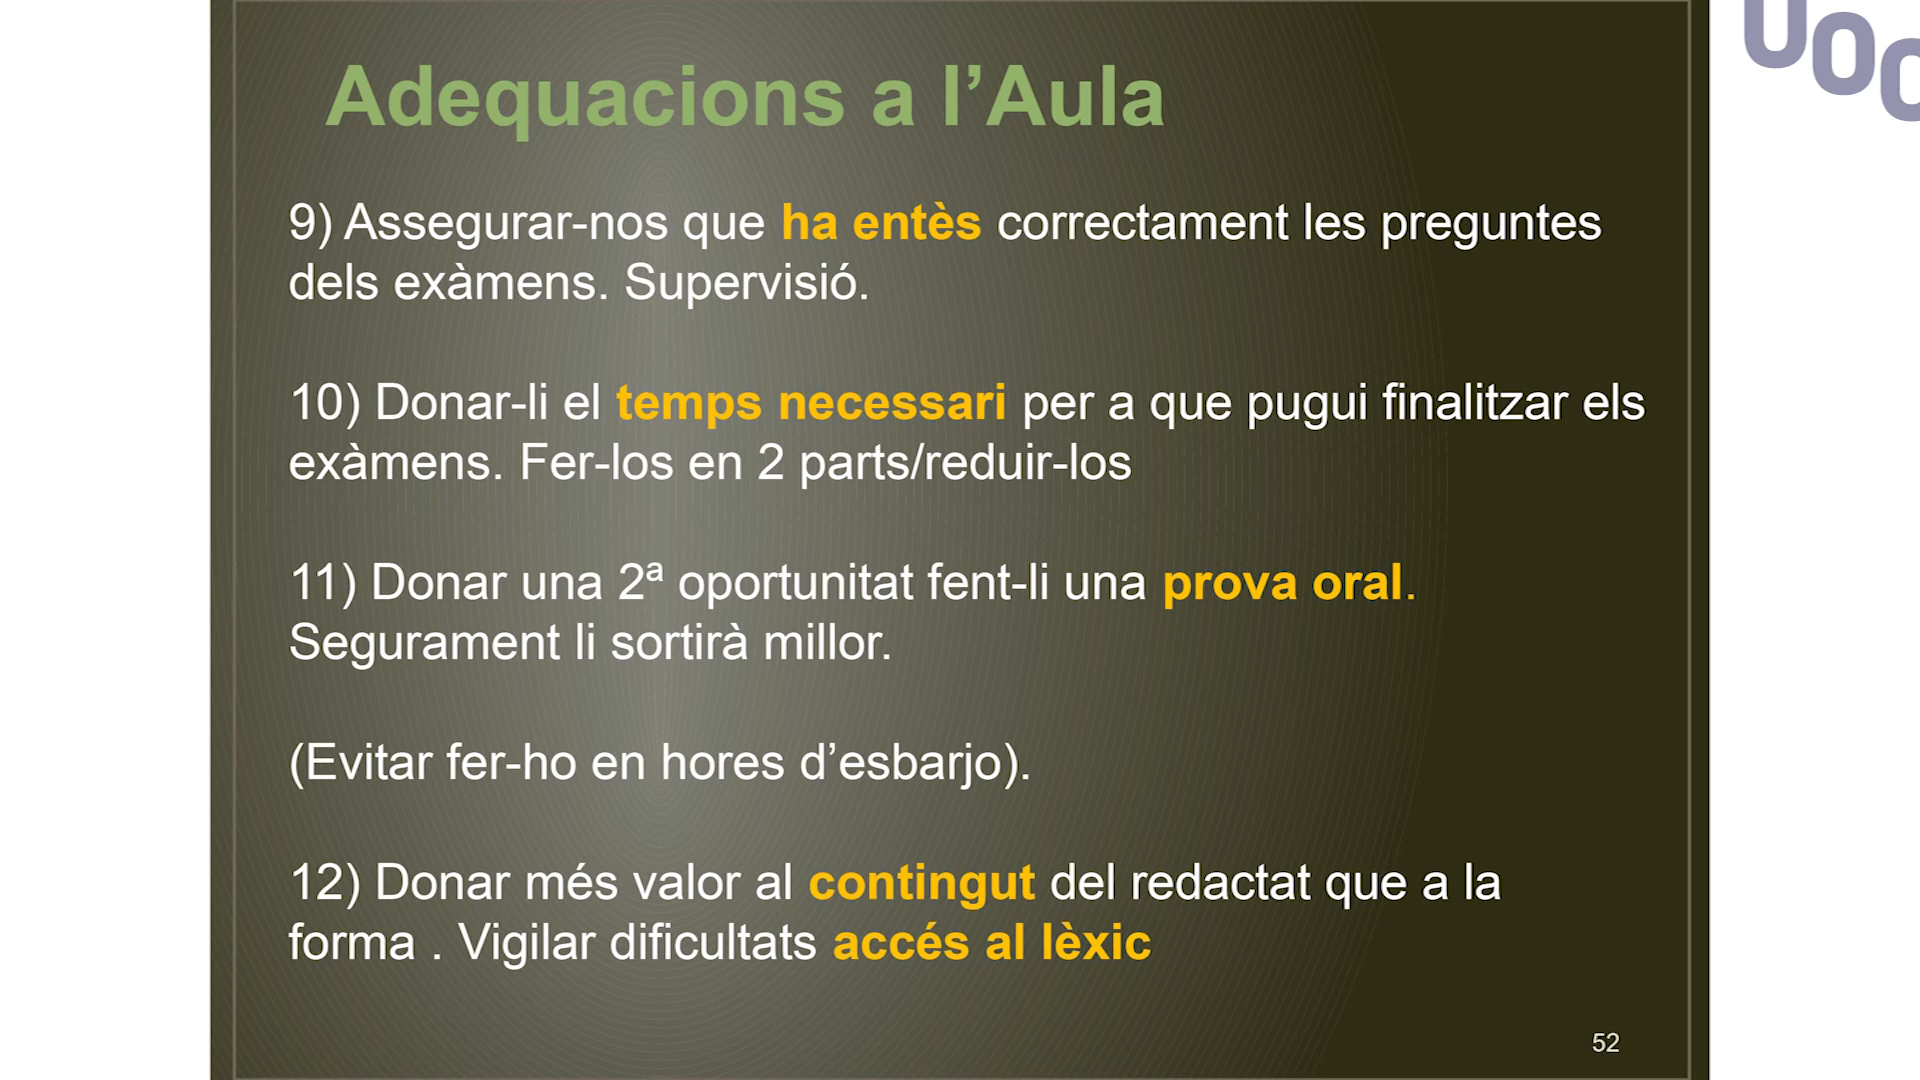 UOC
Adequacions a l’Aula
9) Assegurar-nos que ha entès correctament les preguntes
dels exàmens. Supervisió.
10) Donar-li el temps necessari per a que pugui finalitzar els
exàmens. Fer-los en 2 parts/reduir-los
11) Donar una 2ª oportunitat fent-li una prova oral.
Segurament li sortirà millor.
(Evitar fer-ho en hores d’esbarjo).
12) Donar més valor al contingut del redactat que a la
forma . Vigilar dificultats accés al lèxic
52